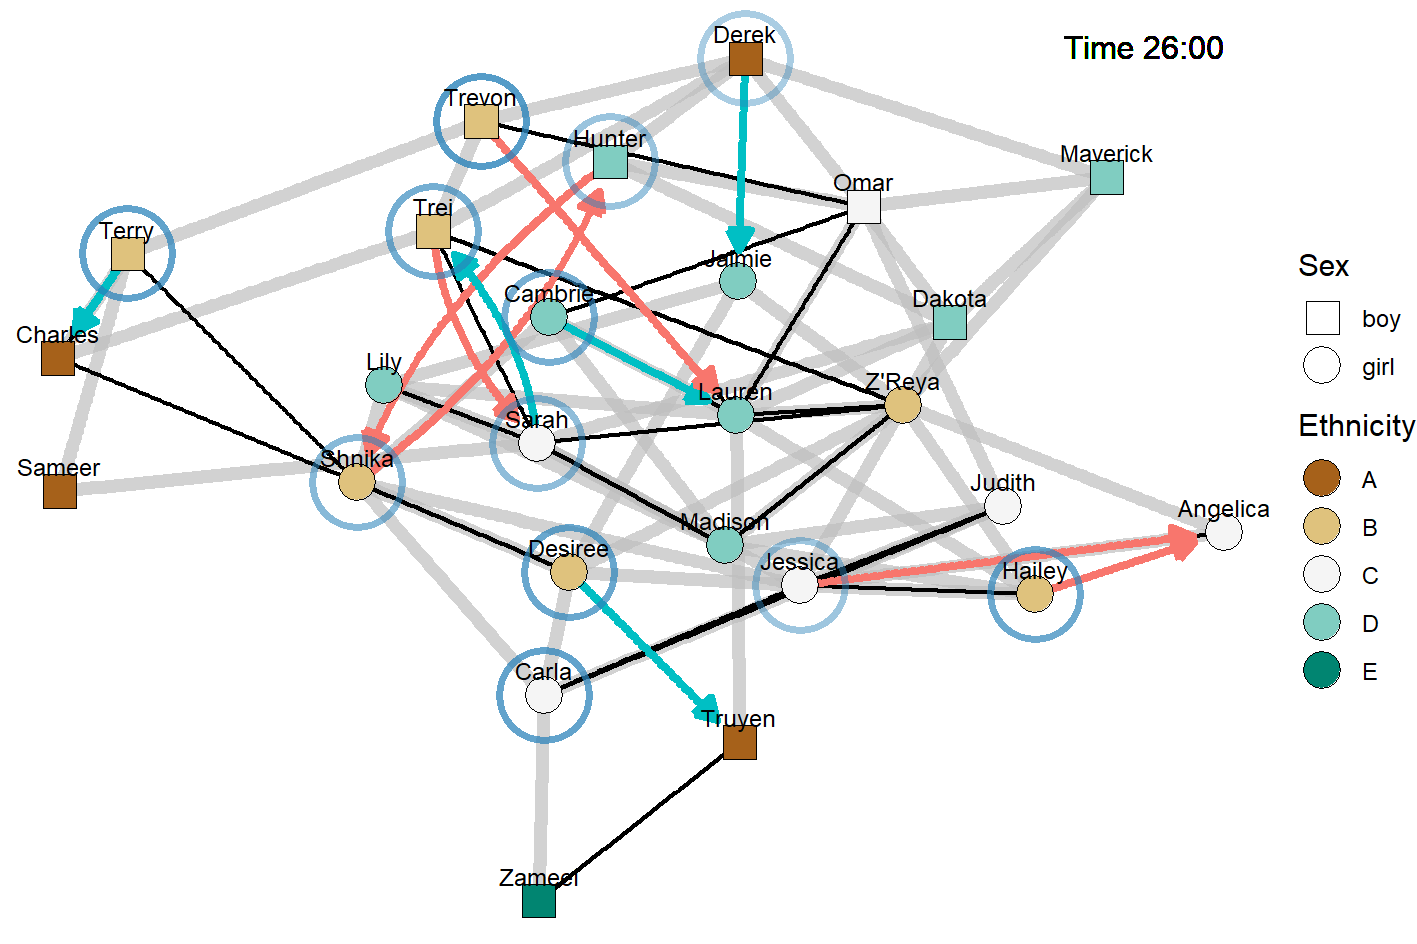 Derek
Time 26:00
Trevon
Hunter
Maverick
Omar
Trei
Terry
Jaimie
Cambrie
Dakota
Charles
Lily
Z'Reya
Lauren
Sarah
Shnika
Sameer
Judith
Angelica
Madison
Desiree
Jessica
Hailey
Carla
Truyen
Zameel
Sex
boy
girl
Ethnicity
A
B
C
D
E